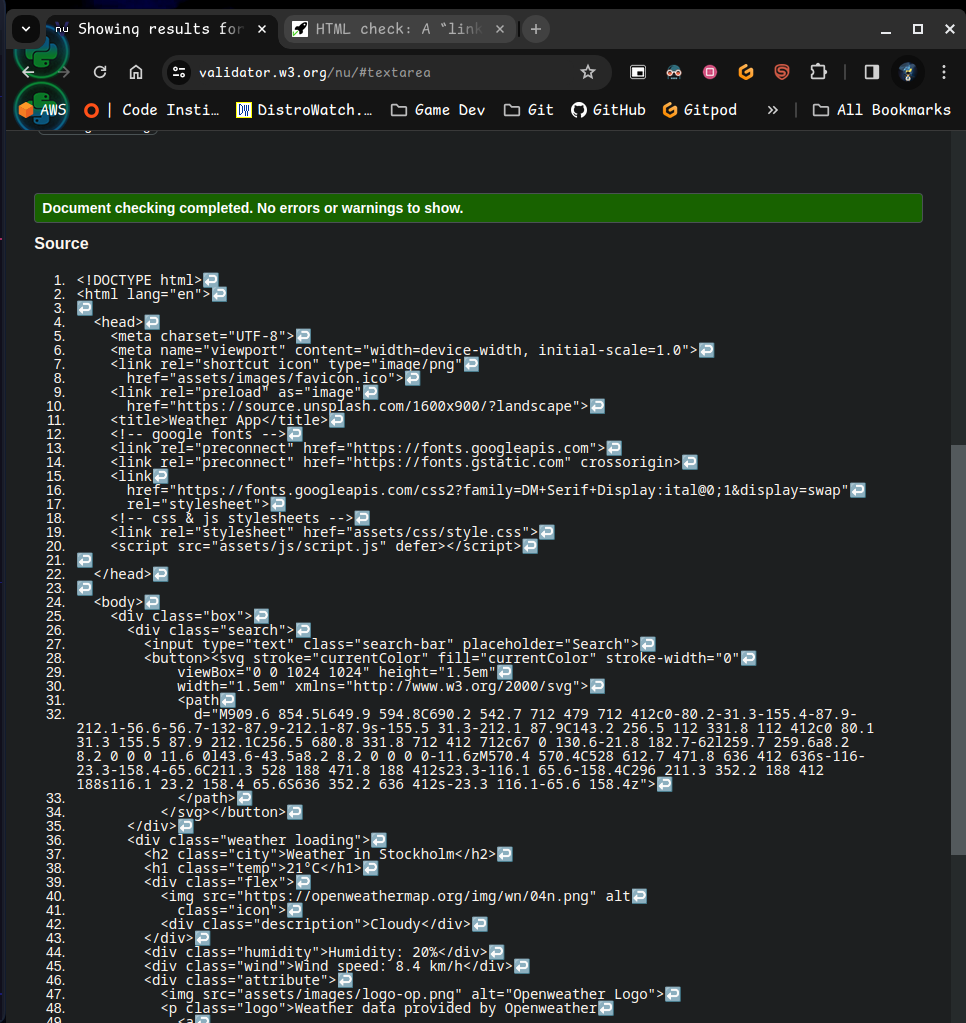 nu Showing results for
HTML check: A “link
validator.w3.org/nu/#textarea
AWS
| Code Insti…
DW DistroWatch.…
Game Dev
Git
GitHub
Gitpod
»
All Bookmarks
Document checking completed. No errors or warnings to show.
Source
1. <!DOCTYPE html>↩
2. <html lang="en">↩
3. ↩
4. <head>↩
5. <meta charset="UTF-8">↩
6. <meta name="viewport" content="width=device-width, initial-scale=1.0">↩
7. <link rel="shortcut icon" type="image/png"↩
8. href="assets/images/favicon.ico">↩
9. <link rel="preload" as="image"↩
10. href="https://source.unsplash.com/1600x900/?landscape">↩
11. <title>Weather App</title>↩
12. <!-- google fonts -->↩
13. <link rel="preconnect" href="https://fonts.googleapis.com">↩
14. <link rel="preconnect" href="https://fonts.gstatic.com" crossorigin>↩
15. <link↩
16. href="https://fonts.googleapis.com/css2?family=DM+Serif+Display:ital@0;1&display=swap"↩
17. rel="stylesheet">↩
18. <!-- css & js stylesheets -->↩
19. <link rel="stylesheet" href="assets/css/style.css">↩
20. <script src="assets/js/script.js" defer></script>↩
21. ↩
22. </head>↩
23. ↩
24. <body>↩
25. <div class="box">↩
26. <div class="search">↩
27. <input type="text" class="search-bar" placeholder="Search">↩
28. <button><svg stroke="currentColor" fill="currentColor" stroke-width="0"↩
29. viewBox="0 0 1024 1024" height="1.5em"↩
30. width="1.5em" xmlns="http://www.w3.org/2000/svg">↩
31. <path↩
32. d="M909.6 854.5L649.9 594.8C690.2 542.7 712 479 712 412c0-80.2-31.3-155.4-87.9-
212.1-56.6-56.7-132-87.9-212.1-87.9s-155.5 31.3-212.1 87.9C143.2 256.5 112 331.8 112 412c0 80.1
31.3 155.5 87.9 212.1C256.5 680.8 331.8 712 412 712c67 0 130.6-21.8 182.7-62l259.7 259.6a8.2
8.2 0 0 0 11.6 0l43.6-43.5a8.2 8.2 0 0 0 0-11.6zM570.4 570.4C528 612.7 471.8 636 412 636s-116-
23.3-158.4-65.6C211.3 528 188 471.8 188 412s23.3-116.1 65.6-158.4C296 211.3 352.2 188 412
188s116.1 23.2 158.4 65.6S636 352.2 636 412s-23.3 116.1-65.6 158.4z">↩
33. </path>↩
34. </svg></button>↩
35. </div>↩
36. <div class="weather loading">↩
37. <h2 class="city">Weather in Stockholm</h2>↩
38. <h1 class="temp">21°C</h1>↩
39. <div class="flex">↩
40. <img src="https://openweathermap.org/img/wn/04n.png" alt↩
41. class="icon">↩
42. <div class="description">Cloudy</div>↩
43. </div>↩
44. <div class="humidity">Humidity: 20%</div>↩
45. <div class="wind">Wind speed: 8.4 km/h</div>↩
46. <div class="attribute">↩
47. <img src="assets/images/logo-op.png" alt="Openweather Logo">↩
48. <p class="logo">Weather data provided by Openweather↩
49. <a↩